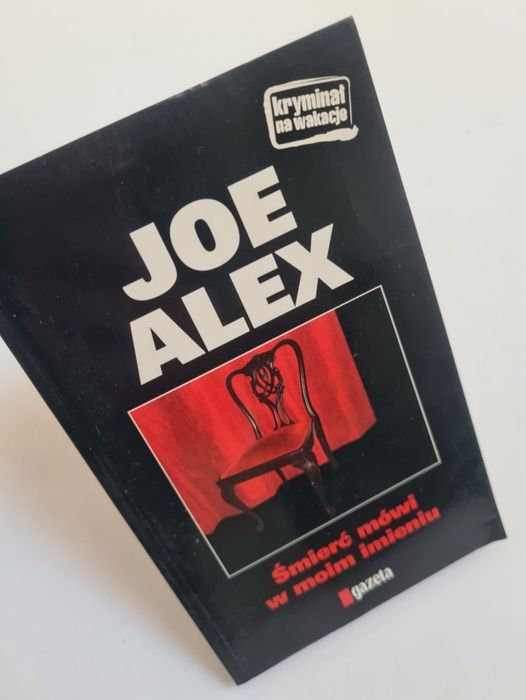 kryminał
na wakacje
JOE
ALEX
Śmierć mówi
w moim imieniu
gazeta